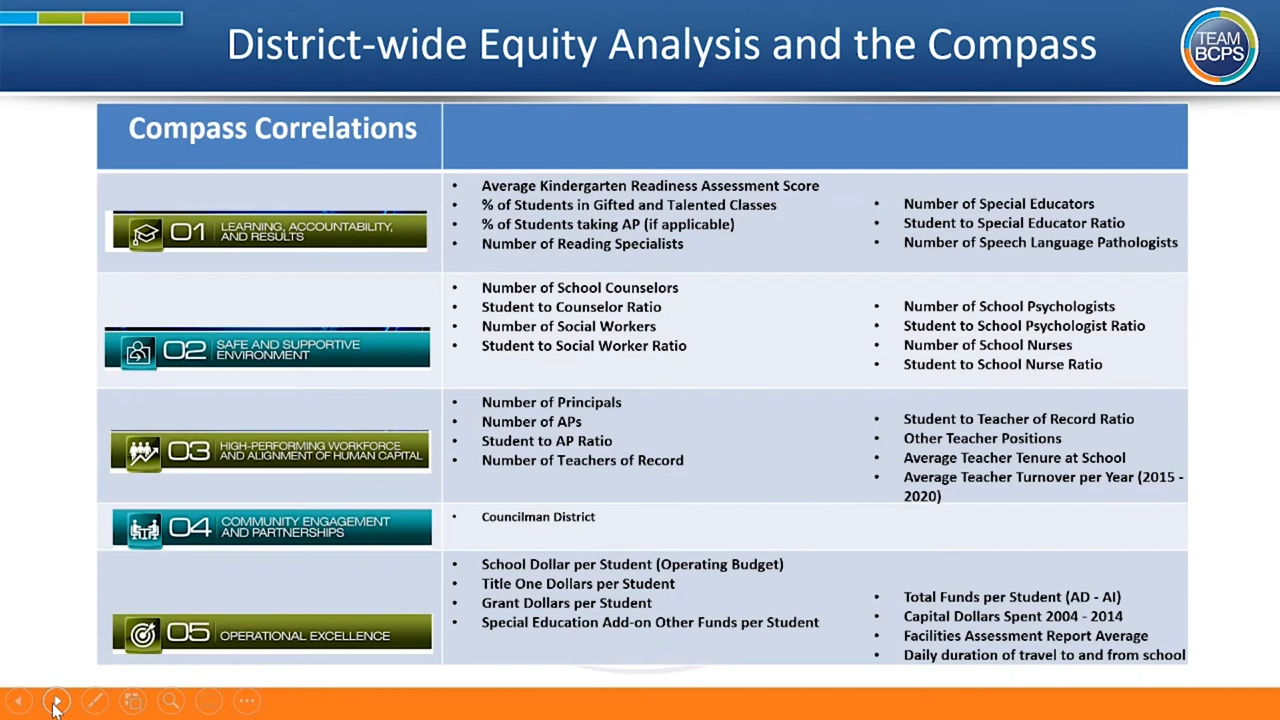 District-wide Equity Analysis and the Compass
TEAM
BCPS
Compass Correlations
01 LEARNING, ACCOUNTABILITY,
AND RESULTS
• Average Kindergarten Readiness Assessment Score
• % of Students in Gifted and Talented Classes
• % of Students taking AP (if applicable)
• Number of Reading Specialists
• Number of Special Educators
• Student to Special Educator Ratio
• Number of Speech Language Pathologists
02 SAFE AND SUPPORTIVE
ENVIRONMENT
• Number of School Counselors
• Student to Counselor Ratio
• Number of Social Workers
• Student to Social Worker Ratio
• Number of School Psychologists
• Student to School Psychologist Ratio
• Number of School Nurses
• Student to School Nurse Ratio
03 HIGH-PERFORMING WORKFORCE
AND ALIGNMENT OF HUMAN CAPITAL
• Number of Principals
• Number of APs
• Student to AP Ratio
• Number of Teachers of Record
• Student to Teacher of Record Ratio
• Other Teacher Positions
• Average Teacher Tenure at School
• Average Teacher Turnover per Year (2015 -
2020)
04 COMMUNITY ENGAGEMENT
AND PARTNERSHIPS
• Councilman District
05 OPERATIONAL EXCELLENCE
• School Dollar per Student (Operating Budget)
• Title One Dollars per Student
• Grant Dollars per Student
• Special Education Add-on Other Funds per Student
• Total Funds per Student (AD - AI)
• Capital Dollars Spent 2004 - 2014
• Facilities Assessment Report Average
• Daily duration of travel to and from school